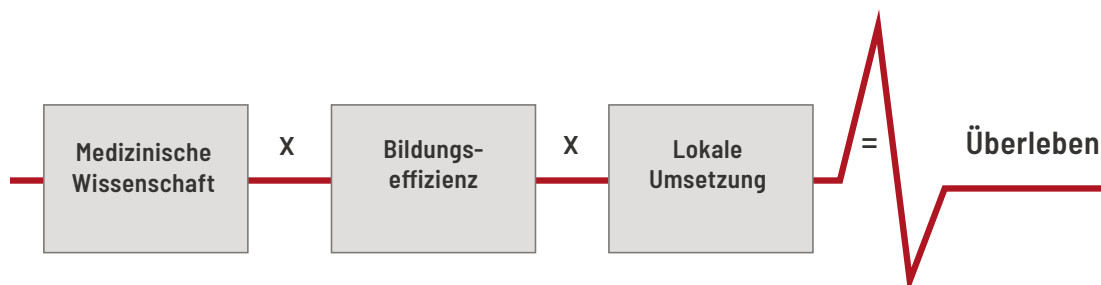 Medizinische
Wissenschaft
x
Bildungs-
effizienz
x
Lokale
Umsetzung
=
Überleben